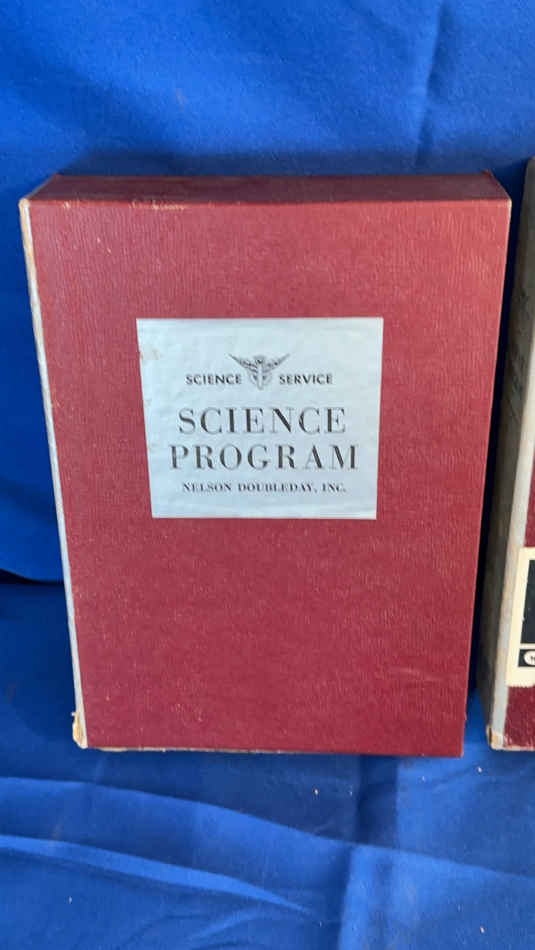 SCIENCE SERVICE
SCIENCE
PROGRAM
NELSON DOUBLEDAY, INC.